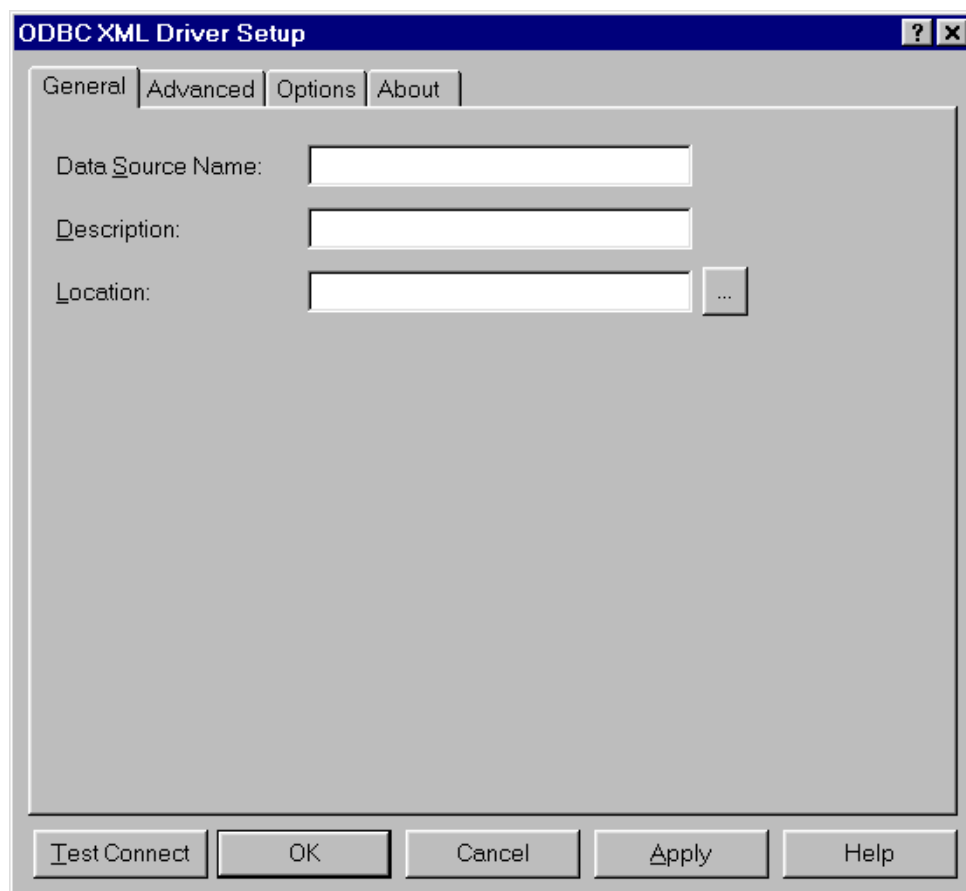 ODBC XML Driver Setup ? ×
General Advanced Options About
Data Source Name:
Description:
Location: ...
Test Connect OK Cancel Apply Help